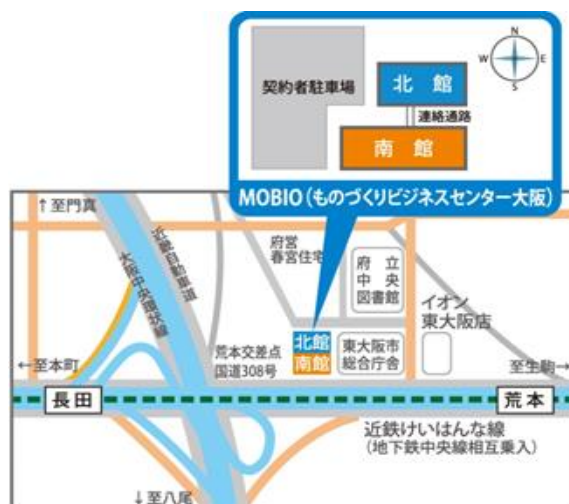 N
W E
S
契約者駐車場
北館
連絡通路
南館
MOBIO(ものづくりビジネスセンター大阪)
↑至門真
近畿自動車道
大阪中央環状線
府営
春宮住宅
府立
中央
図書館
イオン
東大阪店
北館
南館
東大阪市
総合庁舎
荒本交差点
国道308号
←至本町
至生駒→
長田
荒本
近鉄けいはんな線
(地下鉄中央線相互乗入)
↓至八尾